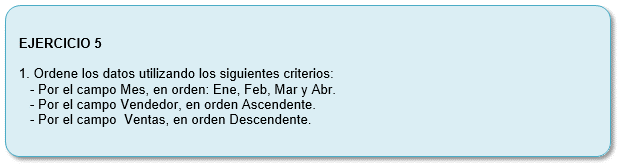 EJERCICIO 5
1. Ordene los datos utilizando los siguientes criterios:
- Por el campo Mes, en orden: Ene, Feb, Mar y Abr.
- Por el campo Vendedor, en orden Ascendente.
- Por el campo  Ventas, en orden Descendente.